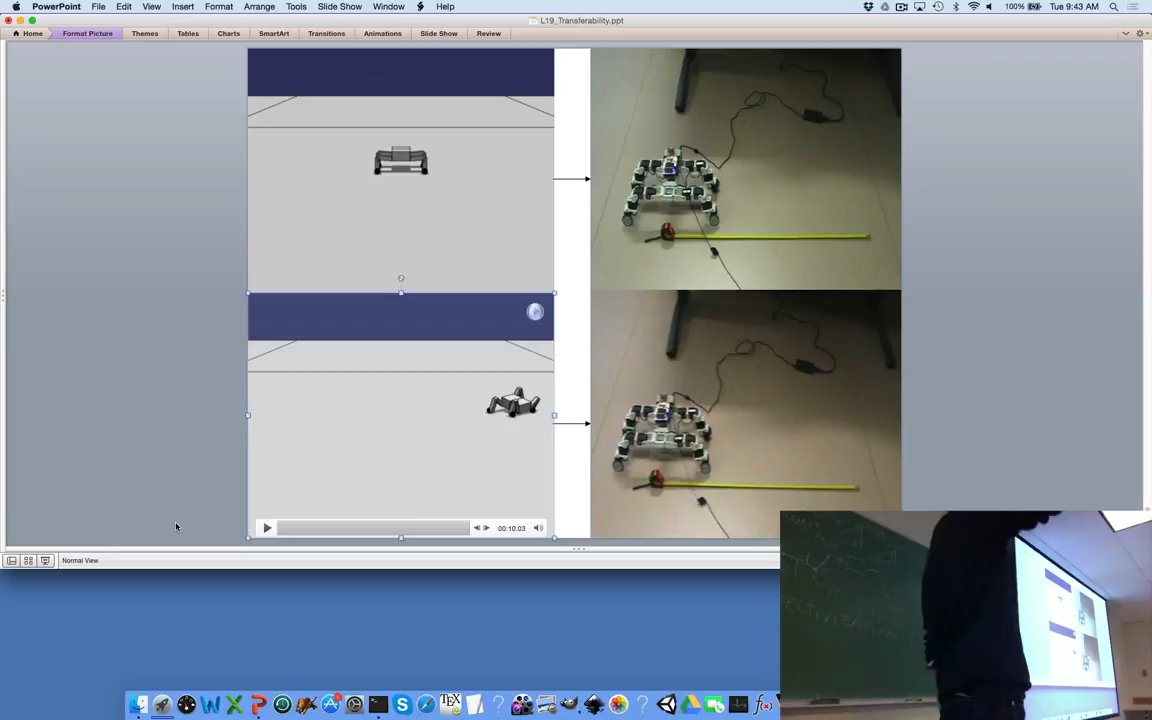 PowerPoint File Edit View Insert Format Arrange Tools Slide Show Window Help 100% Tue 9:43 AM
L19_Transferability.ppt
Home Format Picture Themes Tables Charts SmartArt Transitions Animations Slide Show Review
00:10.03
Normal View